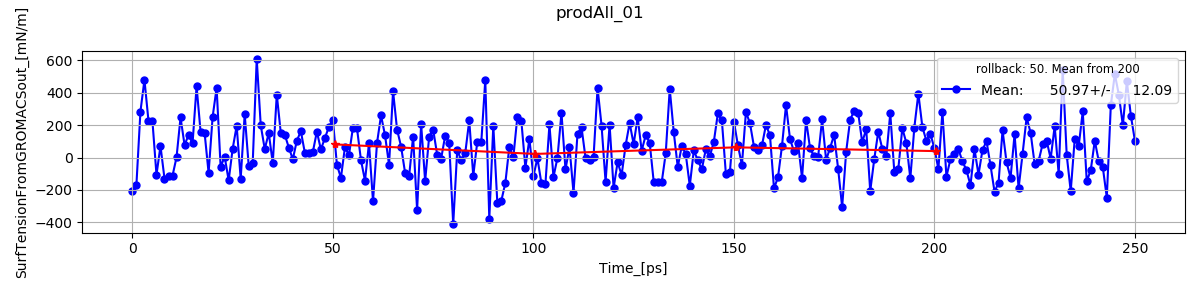 prodAll_01
SurfTensionFromGROMACSout_[mN/m]
600
400
200
0
−200
−400
rollback: 50. Mean from 200
Mean: 50.97+/- 12.09
0
50
100
150
200
250
Time_[ps]